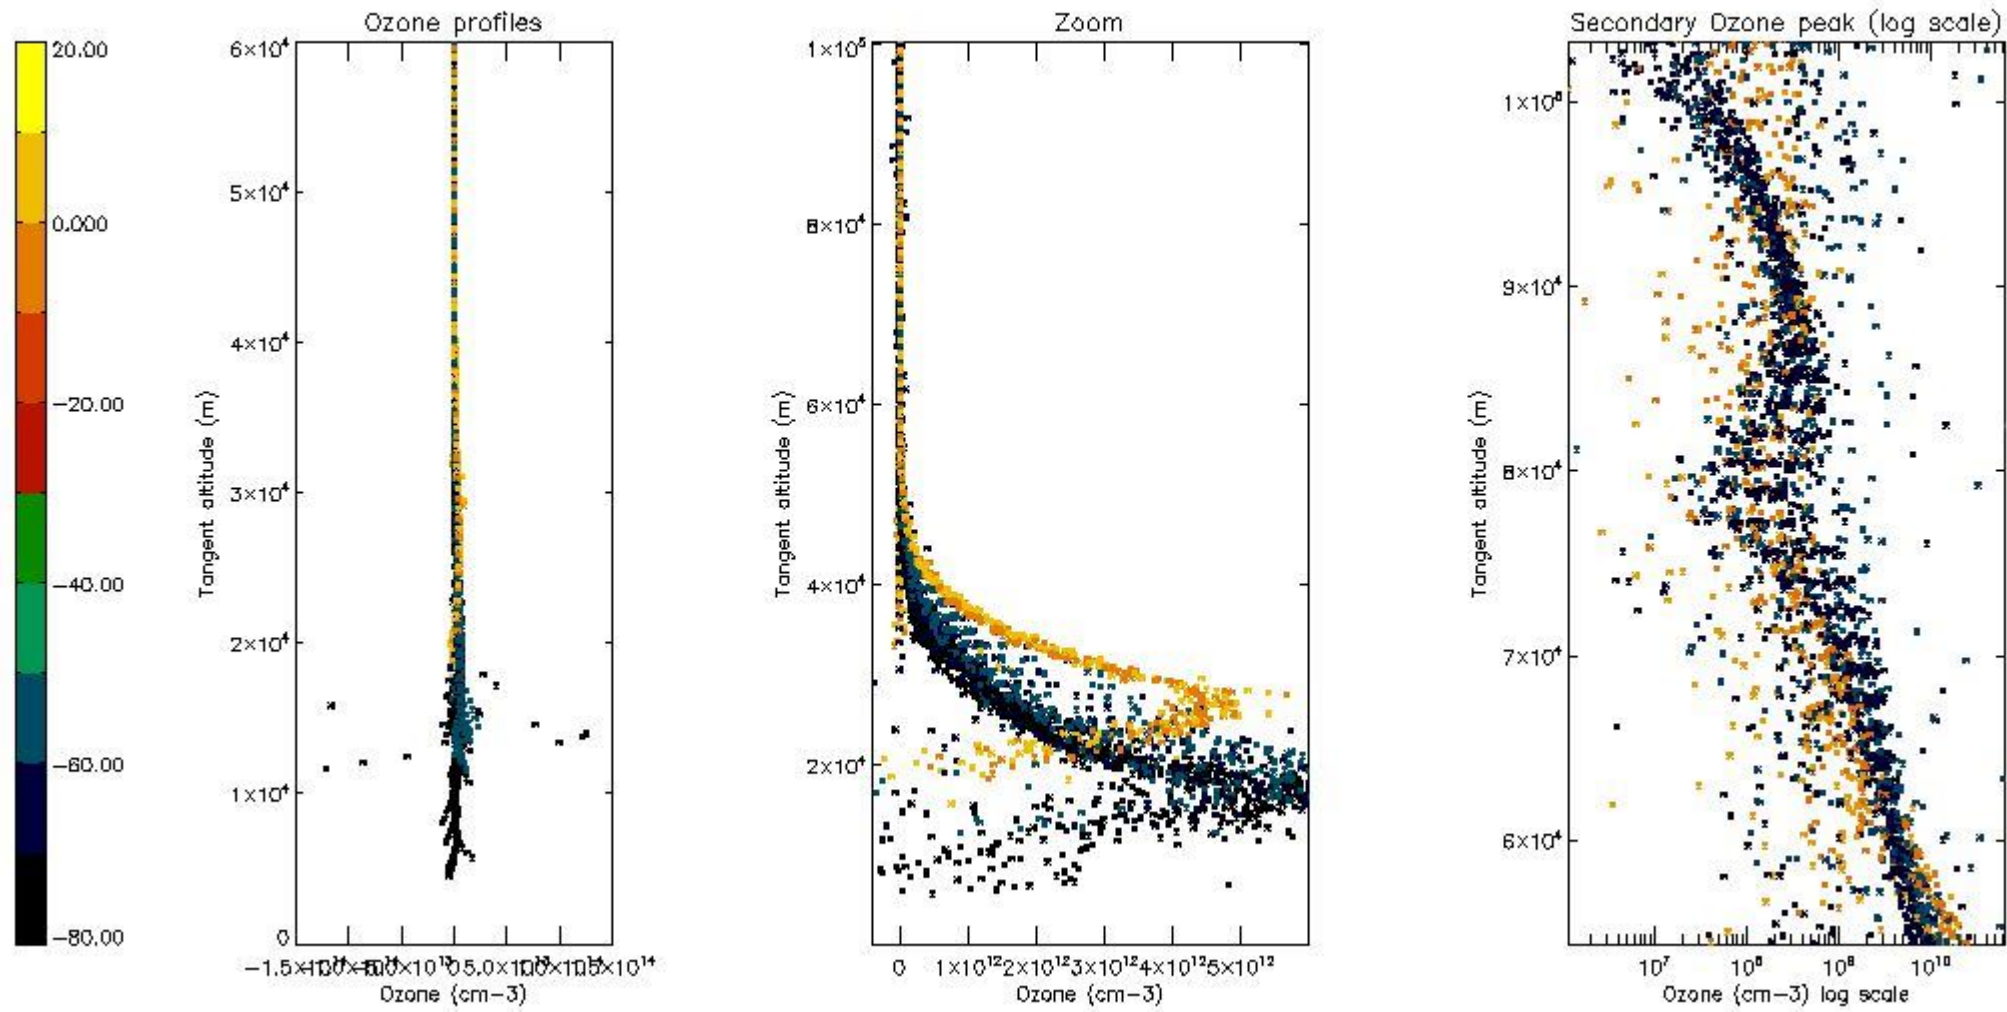 Ozone profiles
Zoom
Secondary Ozone peak (log scale)
20.00
0.000
−20.00
−40.00
−60.00
−80.00
6×10⁴
5×10⁴
4×10⁴
3×10⁴
2×10⁴
1×10⁴
0
Tangent altitude (m)
Ozone (cm−3)
1×10⁵
8×10⁴
6×10⁴
4×10⁴
2×10⁴
Tangent altitude (m)
0 1×10¹² 2×10¹² 3×10¹² 4×10¹² 5×10¹²
Ozone (cm−3)
1×10⁵
9×10⁴
8×10⁴
7×10⁴
6×10⁴
Tangent altitude (m)
10⁷ 10⁸ 10⁹ 10¹⁰
Ozone (cm−3) log scale